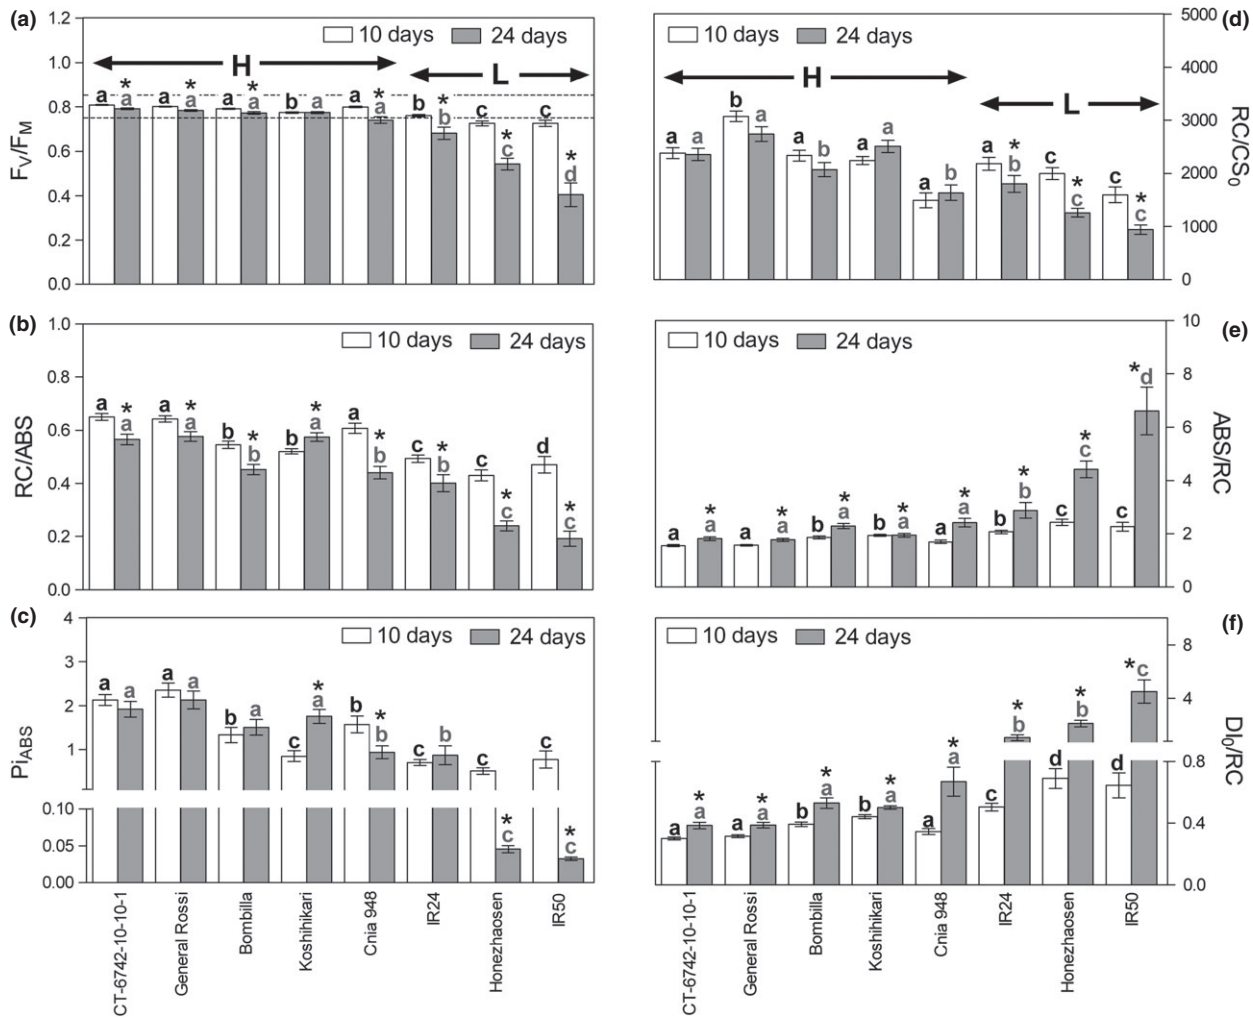 (a)
1.2
1.0
0.8
0.6
0.4
0.2
0.0
FV/FM
10 days 24 days
H L
a a* a a* a a* b a a a* b b* c c* c d*
(d)
5000
4000
3000
2000
1000
0
RC/CS0
10 days 24 days
H L
a a b a a b a a a b a b* c c* c c*
(b)
1.0
0.8
0.6
0.4
0.2
0.0
RC/ABS
10 days 24 days
a a* a a* b b* b a* a b* c b* c c* d c*
(e)
10
8
6
4
2
0
ABS/RC
10 days 24 days
a a* a a* b a* b a* a a* b b* c c* c d*
(c)
4
3
2
1
0.10
0.05
0.00
PiABS
10 days 24 days
a a a a b a c a* b b* c b c c* c c*
CT-6742-10-10-1
General Rossi
Bombilla
Koshihikari
Cnia 948
IR24
Honezhaosen
IR50
(f)
8
4
0.8
0.4
0.0
DI0/RC
10 days 24 days
a a* a a* b a* b a* a a* c b* d b* d c*
CT-6742-10-10-1
General Rossi
Bombilla
Koshihikari
Cnia 948
IR24
Honezhaosen
IR50